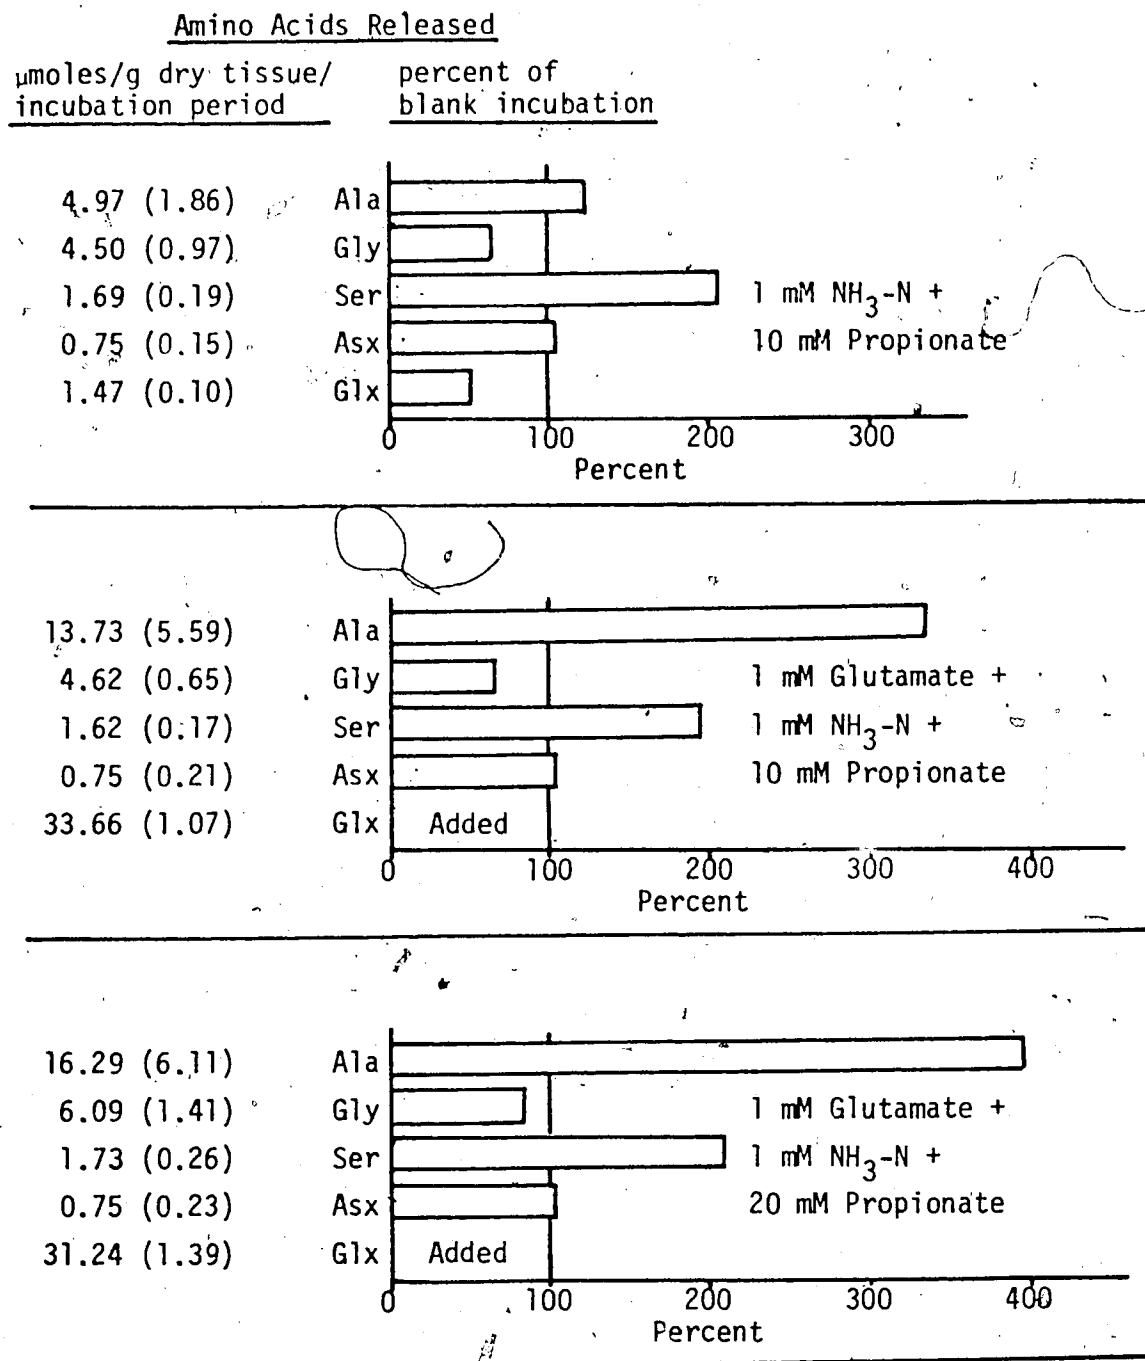 Amino Acids Released
μmoles/g dry tissue/ percent of
incubation period blank incubation
4.97 (1.86) Ala
4.50 (0.97) Gly
1.69 (0.19) Ser 1 mM NH3-N +
0.75 (0.15) Asx 10 mM Propionate
1.47 (0.10) Glx
0 100 200 300
Percent
13.73 (5.59) Ala
4.62 (0.65) Gly 1 mM Glutamate +
1.62 (0.17) Ser 1 mM NH3-N +
0.75 (0.21) Asx 10 mM Propionate
33.66 (1.07) Glx Added
0 100 200 300 400
Percent
16.29 (6.11) Ala
6.09 (1.41) Gly 1 mM Glutamate +
1.73 (0.26) Ser 1 mM NH3-N +
0.75 (0.23) Asx 20 mM Propionate
31.24 (1.39) Glx Added
0 100 200 300 400
Percent